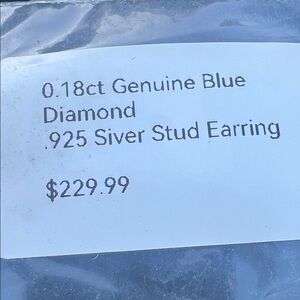 0.18ct Genuine Blue
Diamond
.925 Siver Stud Earring
$229.99